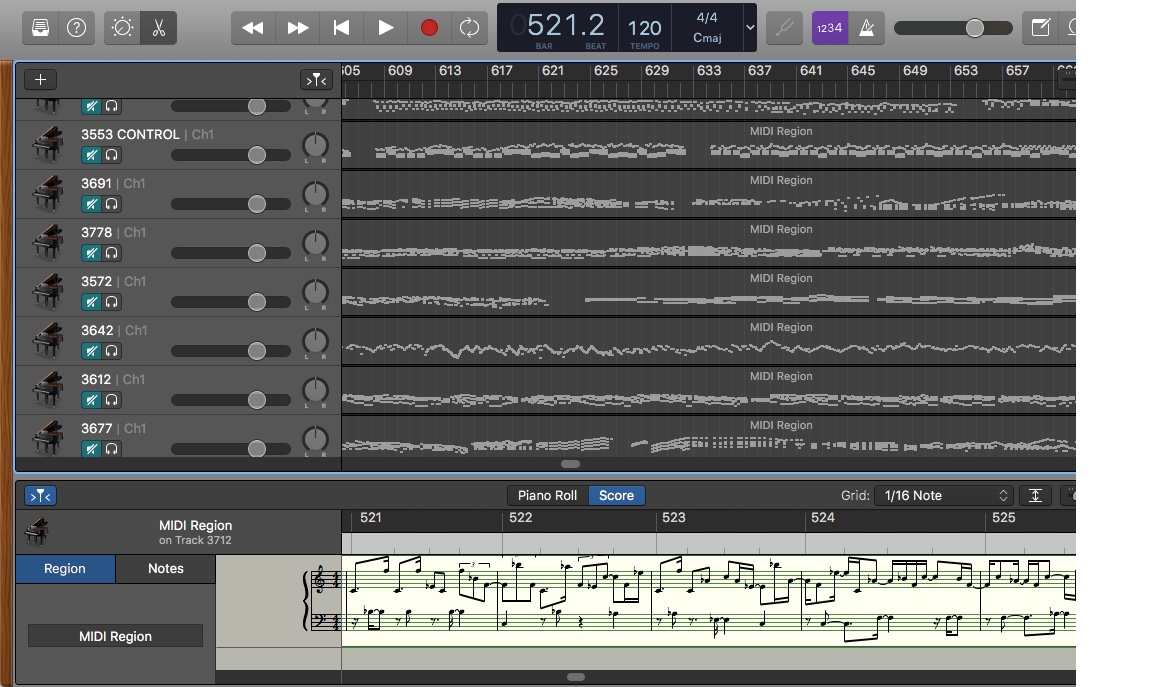 521.2
BAR BEAT
120
TEMPO
4/4
Cmaj
1234
609 613 617 621 625 629 633 637 641 645 649 653 657
L R
3553 CONTROL | Ch1
MIDI Region
L R
3691 | Ch1
MIDI Region
L R
3778 | Ch1
MIDI Region
L R
3572 | Ch1
MIDI Region
L R
3642 | Ch1
MIDI Region
L R
3612 | Ch1
MIDI Region
L R
3677 | Ch1
MIDI Region
Piano Roll Score
Grid: 1/16 Note
MIDI Region
on Track 3712
521 522 523 524 525
Region Notes
MIDI Region
3 3